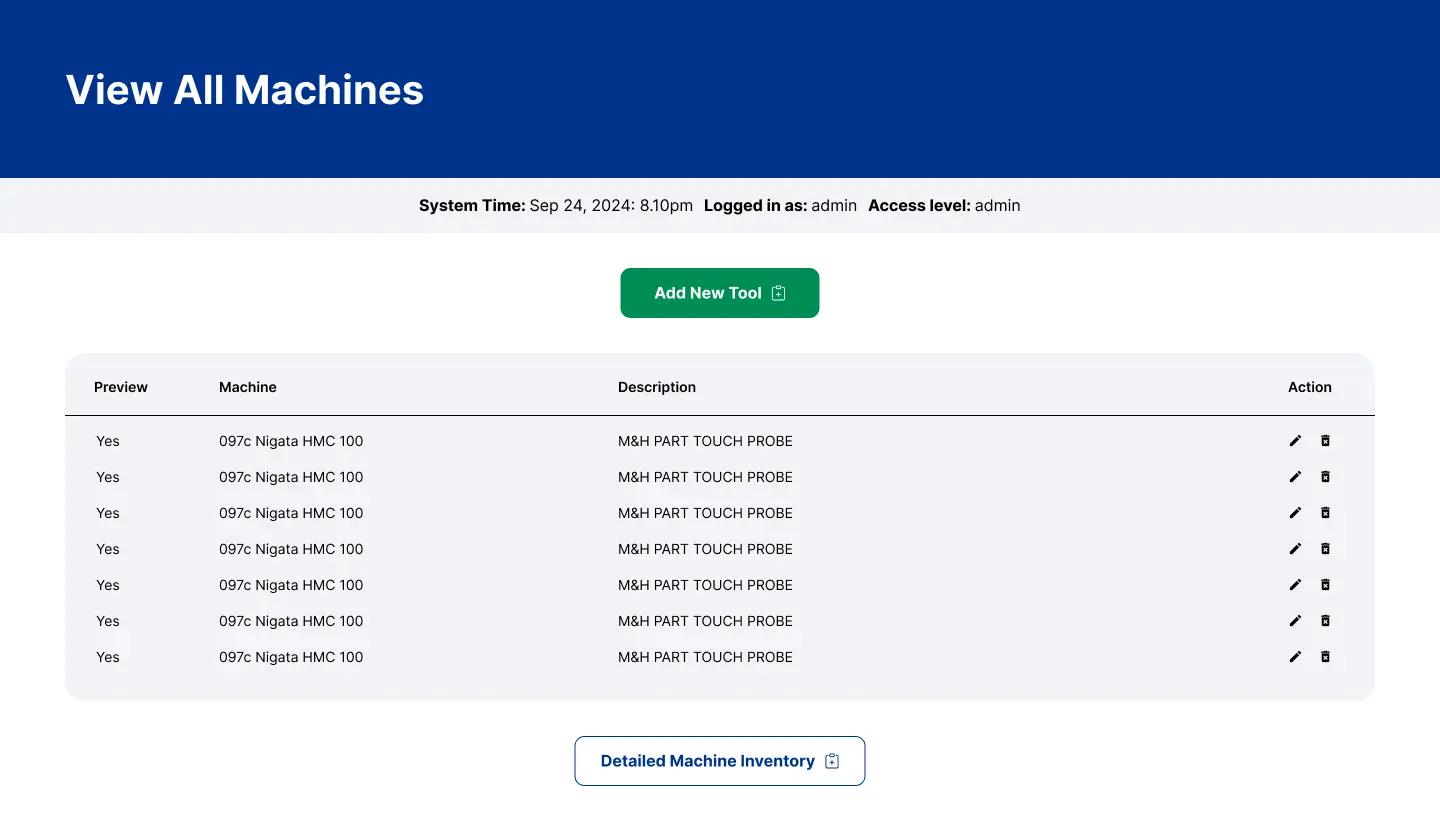 View All Machines
System Time: Sep 24, 2024: 8.10pm Logged in as: admin Access level: admin
Add New Tool
Preview Machine Description Action
Yes 097c Nigata HMC 100 M&H PART TOUCH PROBE
Yes 097c Nigata HMC 100 M&H PART TOUCH PROBE
Yes 097c Nigata HMC 100 M&H PART TOUCH PROBE
Yes 097c Nigata HMC 100 M&H PART TOUCH PROBE
Yes 097c Nigata HMC 100 M&H PART TOUCH PROBE
Yes 097c Nigata HMC 100 M&H PART TOUCH PROBE
Yes 097c Nigata HMC 100 M&H PART TOUCH PROBE
Detailed Machine Inventory